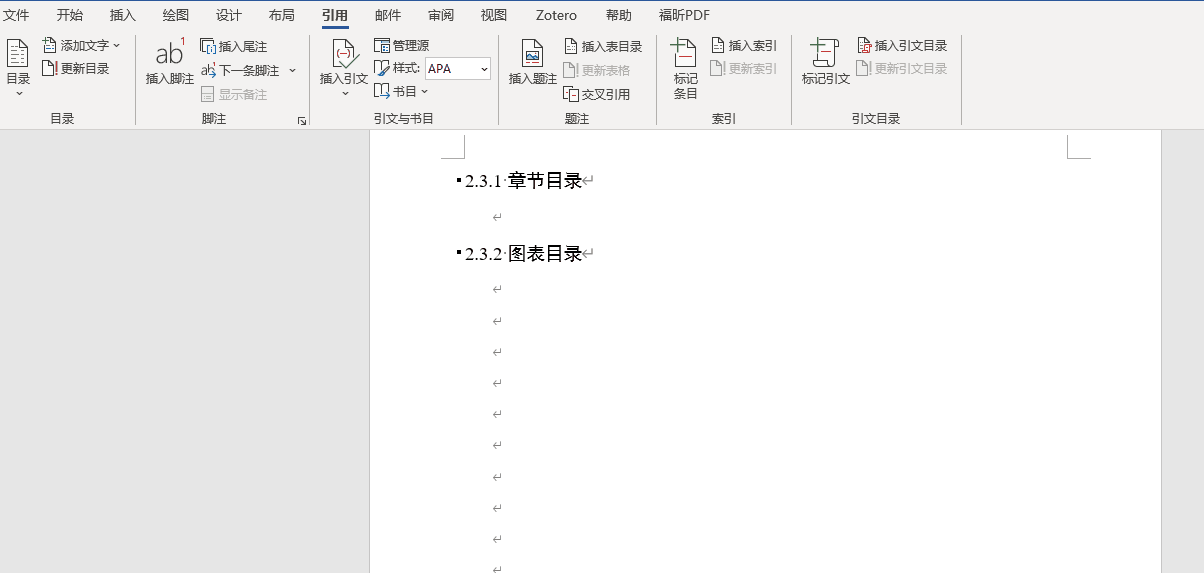 文件 开始 插入 绘图 设计 布局 引用 邮件 审阅 视图 Zotero 帮助 福昕PDF
目录 添加文字 更新目录
目录
ab1 插入脚注 插入尾注 ab1 下一条脚注 显示备注
脚注
插入引文 管理源 样式: APA 书目
引文与书目
插入题注 插入表目录 更新表格 交叉引用
题注
标记条目 插入索引 更新索引
索引
标记引文 插入引文目录 更新引文目录
引文目录
2.3.1 章节目录
2.3.2 图表目录